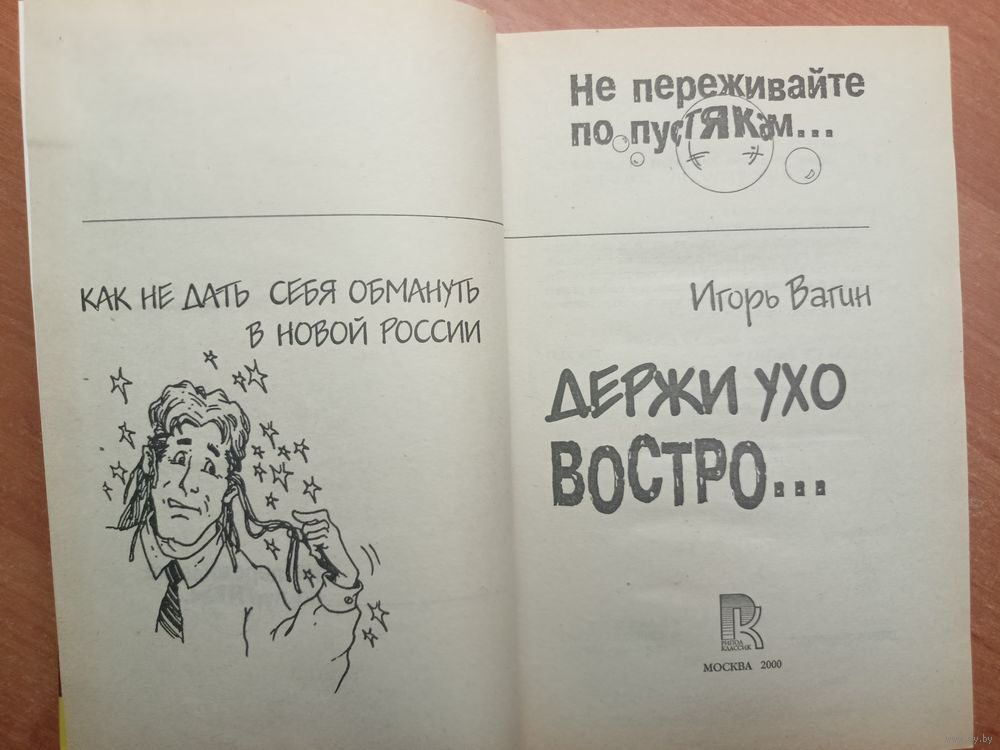 КАК НЕ ДАТЬ СЕБЯ ОБМАНУТЬ
В НОВОЙ РОССИИ
Не переживайте
по пустякам...
Игорь Вагин
ДЕРЖИ УХО
ВОСТРО...
РИПОЛ
КЛАССИК
МОСКВА 2000